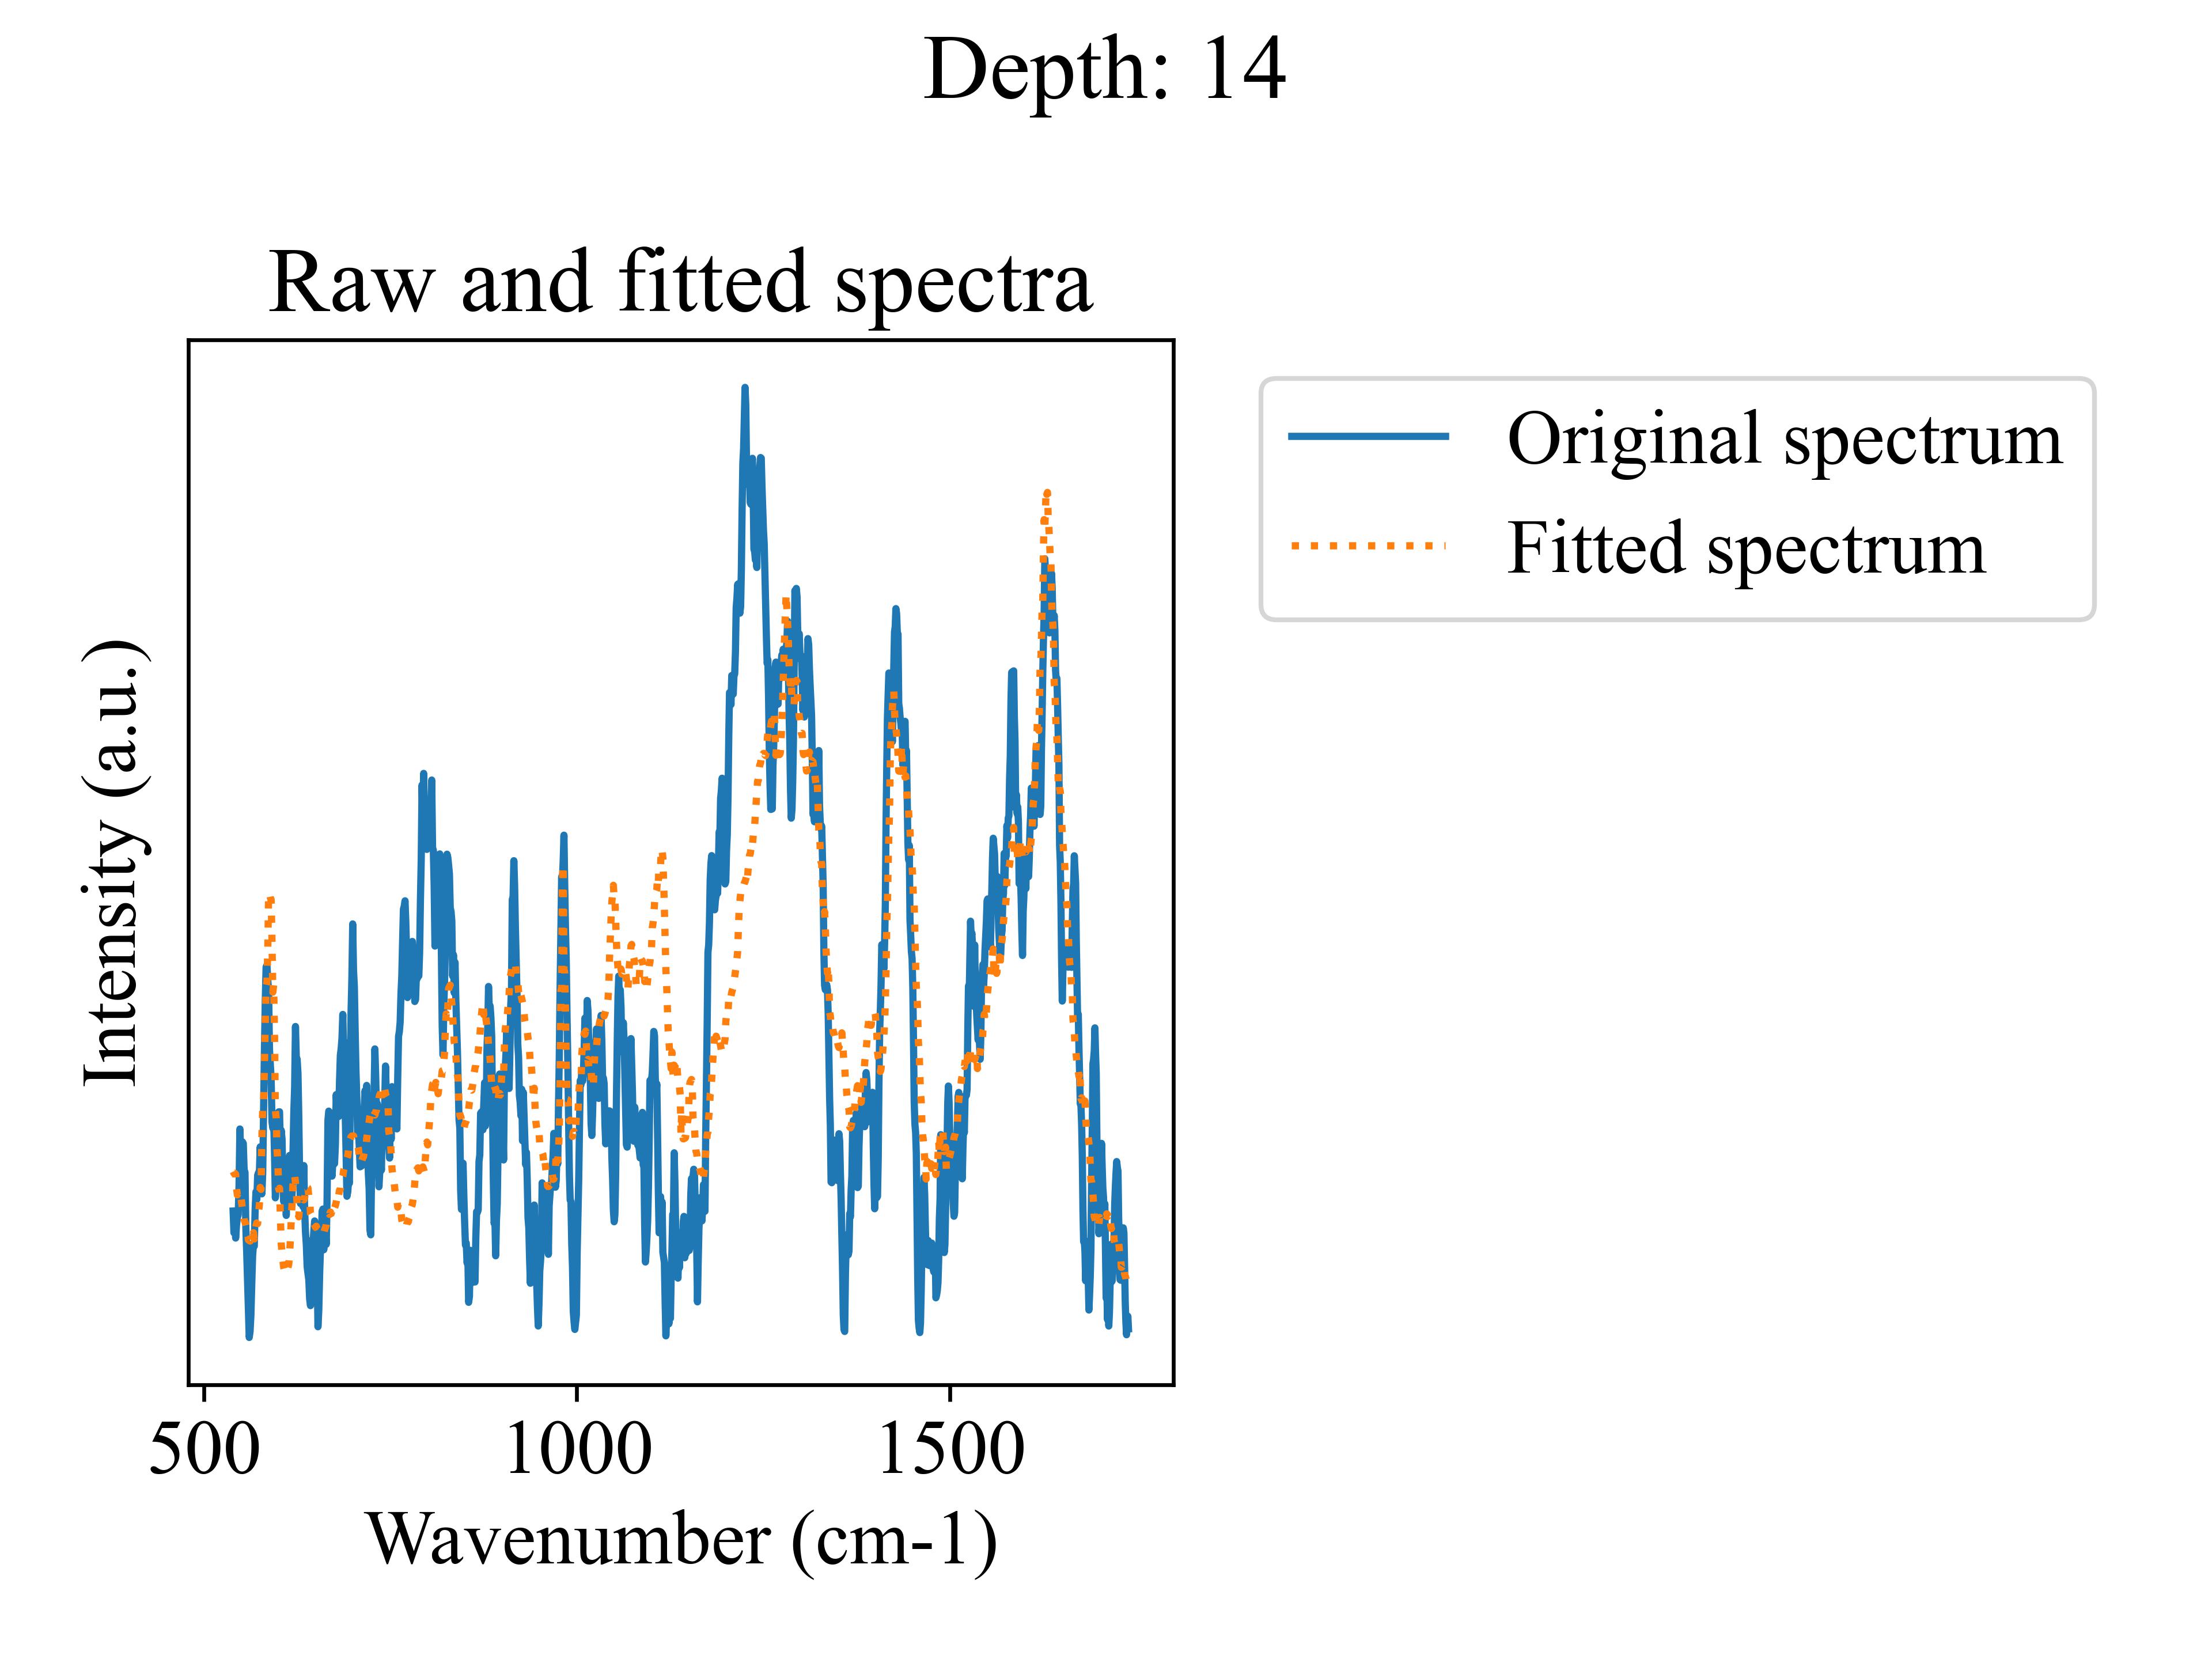 Depth: 14
Raw and fitted spectra
Original spectrum
Fitted spectrum
Intensity (a.u.)
500 1000 1500
Wavenumber (cm-1)